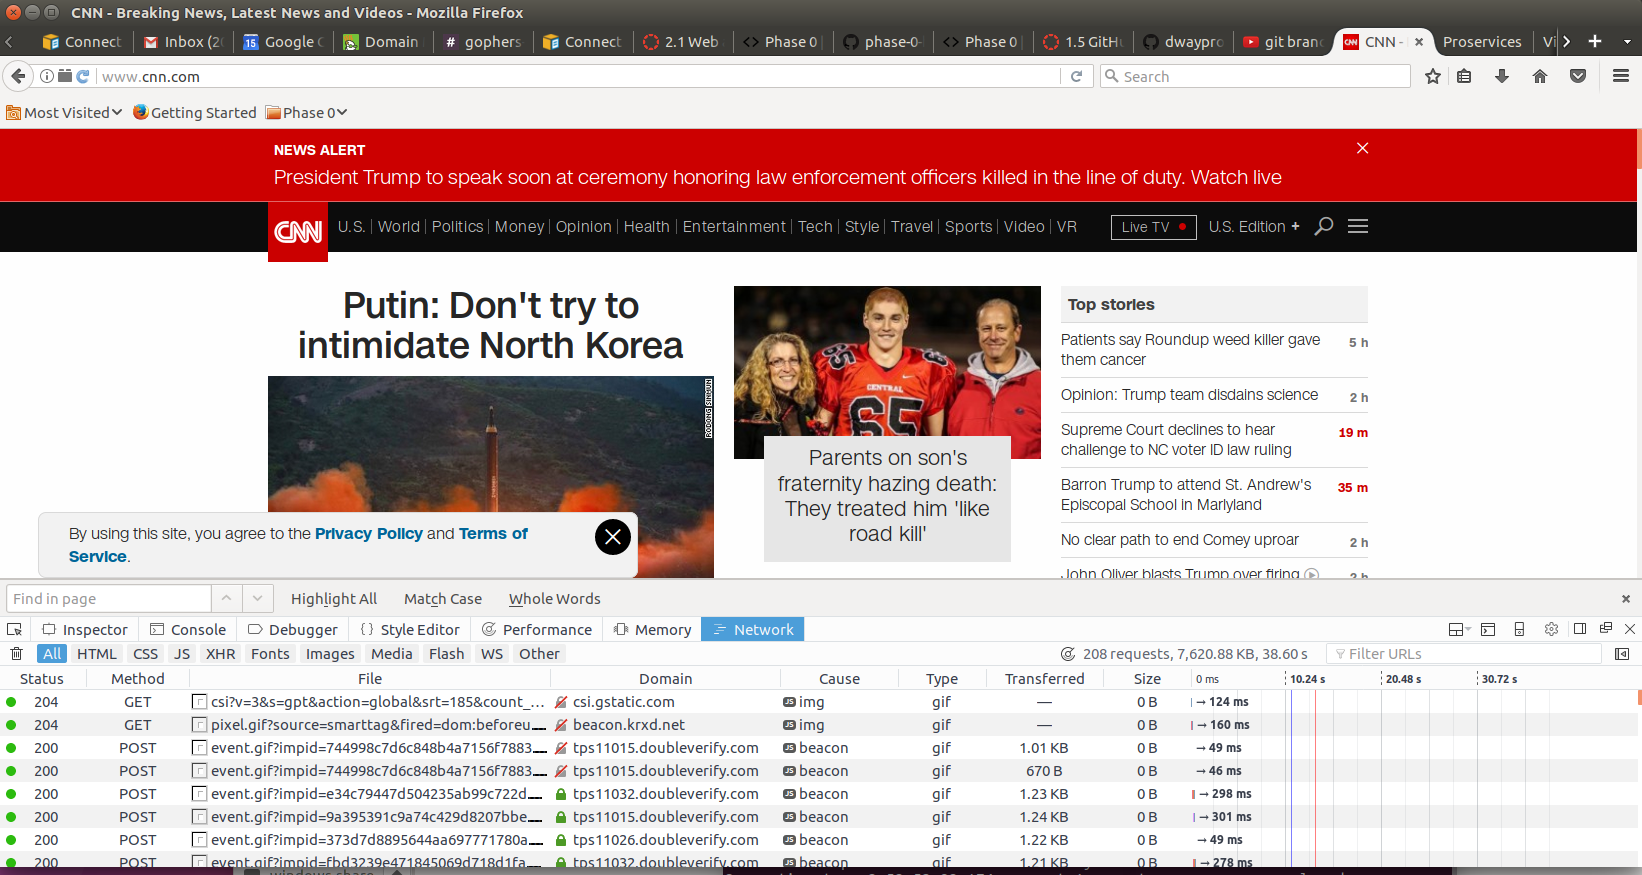 CNN - Breaking News, Latest News and Videos - Mozilla Firefox
Connect
Inbox (2
Google C
Domain
# gophers
Connect
2.1 Web
<> Phase 0
phase-0-
<> Phase 0
1.5 GitHu
dwaypro
git branc
CNN -
Proservices
Vi
www.cnn.com
Search
Most Visited
Getting Started
Phase 0
NEWS ALERT
President Trump to speak soon at ceremony honoring law enforcement officers killed in the line of duty. Watch live
CNN
U.S. | World | Politics | Money | Opinion | Health | Entertainment | Tech | Style | Travel | Sports | Video | VR
Live TV
U.S. Edition +
Putin: Don't try to
intimidate North Korea
RODONG SINMUN
CENTRAL
65
Parents on son's
fraternity hazing death:
They treated him 'like
road kill'
Top stories
Patients say Roundup weed killer gave
them cancer
5 h
Opinion: Trump team disdains science
2 h
Supreme Court declines to hear
challenge to NC voter ID law ruling
19 m
Barron Trump to attend St. Andrew's
Episcopal School in Marlyland
35 m
No clear path to end Comey uproar
2 h
John Oliver blasts Trump over firing
2 h
By using this site, you agree to the Privacy Policy and Terms of
Service.
Find in page
Highlight All
Match Case
Whole Words
Inspector
Console
Debugger
{} Style Editor
Performance
Memory
Network
All HTML CSS JS XHR Fonts Images Media Flash WS Other
208 requests, 7,620.88 KB, 38.60 s
Filter URLs
Status Method File Domain Cause Type Transferred Size 0 ms 10.24 s 20.48 s 30.72 s
204 GET csi?v=3&s=gpt&action=global&srt=185&count_... csi.gstatic.com JS img gif — 0 B → 124 ms
204 GET pixel.gif?source=smarttag&fired=dom:beforeu... beacon.krxd.net JS img gif — 0 B → 160 ms
200 POST event.gif?impid=744998c7d6c848b4a7156f7883... tps11015.doubleverify.com JS beacon gif 1.01 KB 0 B → 49 ms
200 POST event.gif?impid=744998c7d6c848b4a7156f7883... tps11015.doubleverify.com JS beacon gif 670 B 0 B → 46 ms
200 POST event.gif?impid=e34c79447d504235ab99c722d... tps11032.doubleverify.com JS beacon gif 1.23 KB 0 B → 298 ms
200 POST event.gif?impid=9a395391c9a74c429d8207bbe... tps11015.doubleverify.com JS beacon gif 1.24 KB 0 B → 301 ms
200 POST event.gif?impid=373d7d8895644aa697771780a... tps11026.doubleverify.com JS beacon gif 1.22 KB 0 B → 49 ms
200 POST event.gif?impid=fbd3239e471845069d718d1fa... tps11032.doubleverify.com JS beacon gif 1.21 KB 0 B → 278 ms